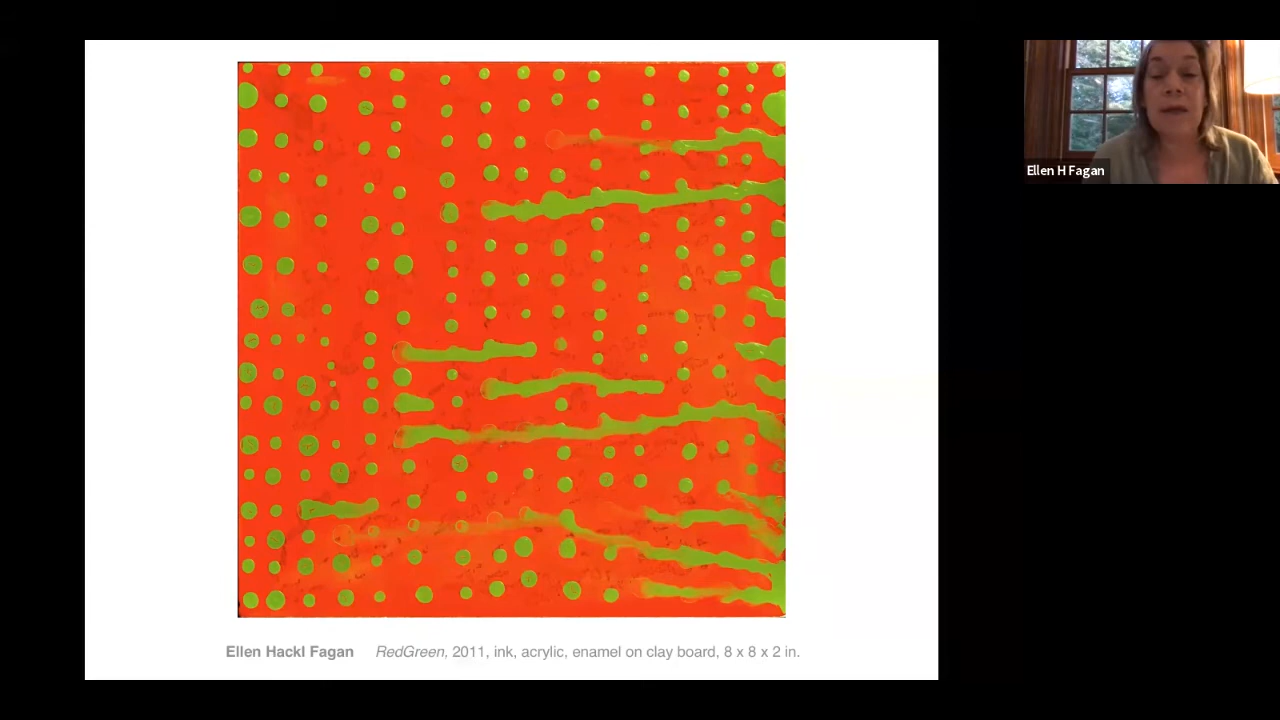 Ellen H Fagan
Ellen Hackl Fagan RedGreen, 2011, ink, acrylic, enamel on clay board, 8 x 8 x 2 in.